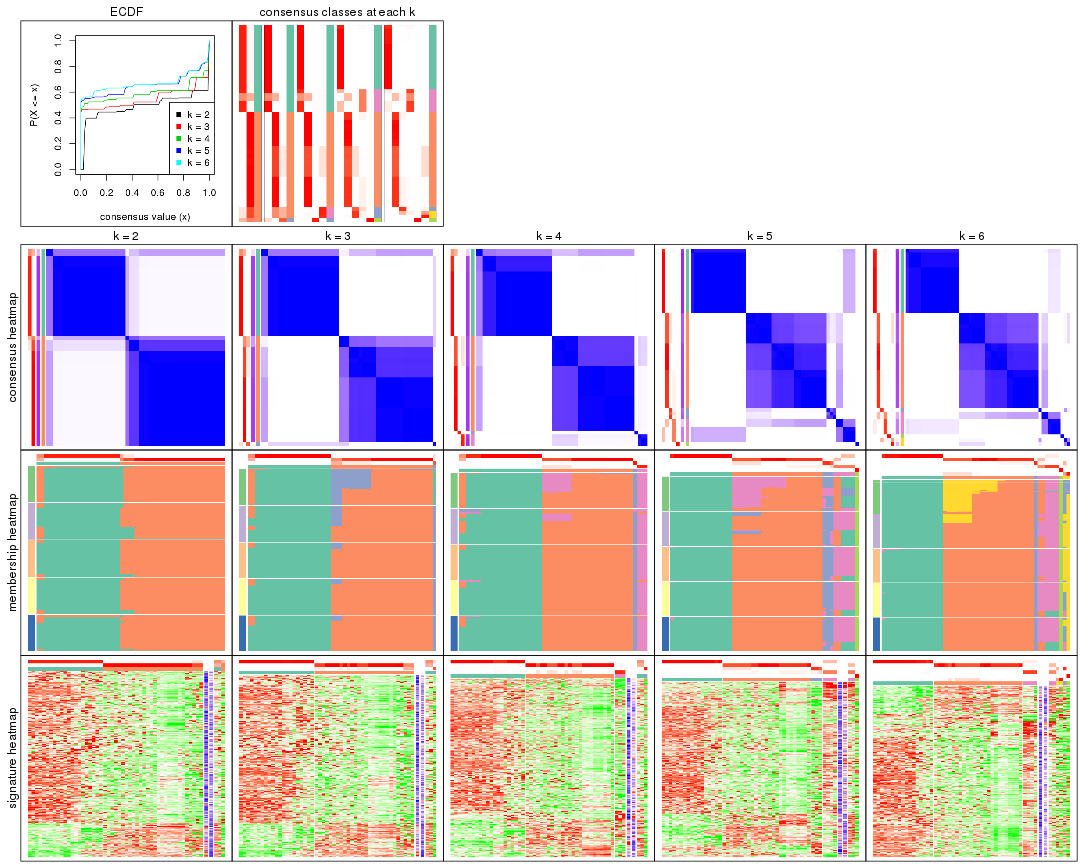 ECDF
consensus classes at each k
P(X <= x)
0.0
0.2
0.4
0.6
0.8
1.0
k = 2
k = 3
k = 4
k = 5
k = 6
0.0 0.2 0.4 0.6 0.8 1.0
consensus value (x)
k = 2
k = 3
k = 4
k = 5
k = 6
consensus heatmap
membership heatmap
signature heatmap